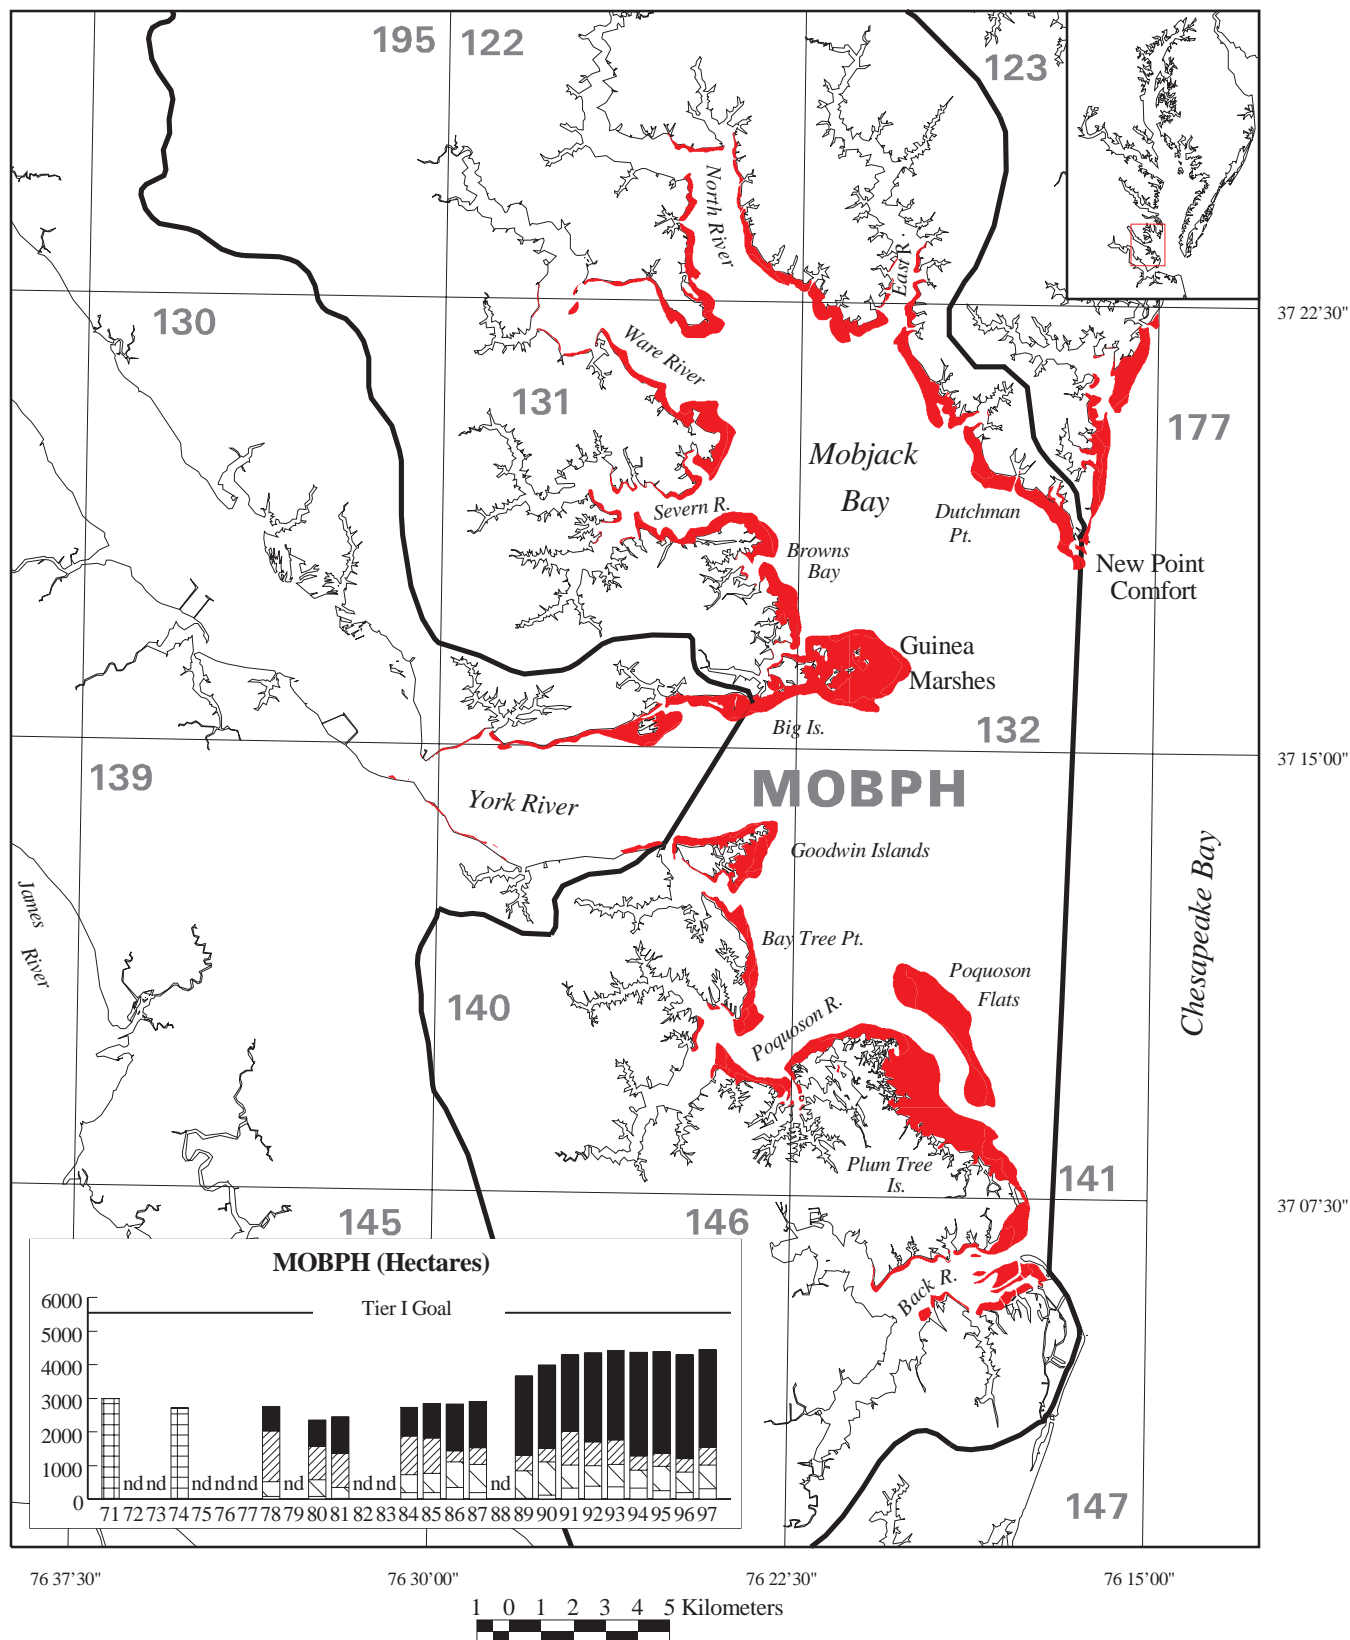 195
122
123
North River
East R.
130
37 22'30"
Ware River
131
177
Mobjack
Bay
Severn R.
Dutchman
Pt.
Browns
Bay
New Point
Comfort
Guinea
Marshes
132
Big Is.
37 15'00"
139
MOBPH
York River
Goodwin Islands
Chesapeake Bay
James
River
Bay Tree Pt.
Poquoson
Flats
140
Poquoson R.
Plum Tree
Is.
141
37 07'30"
145
146
Back R.
MOBPH (Hectares)
Tier I Goal
6000
5000
4000
3000
2000
1000
0
nd nd nd nd nd nd nd nd nd
71 72 73 74 75 76 77 78 79 80 81 82 83 84 85 86 87 88 89 90 91 92 93 94 95 96 97
147
76 37'30"
76 30'00"
76 22'30"
76 15'00"
1 0 1 2 3 4 5 Kilometers